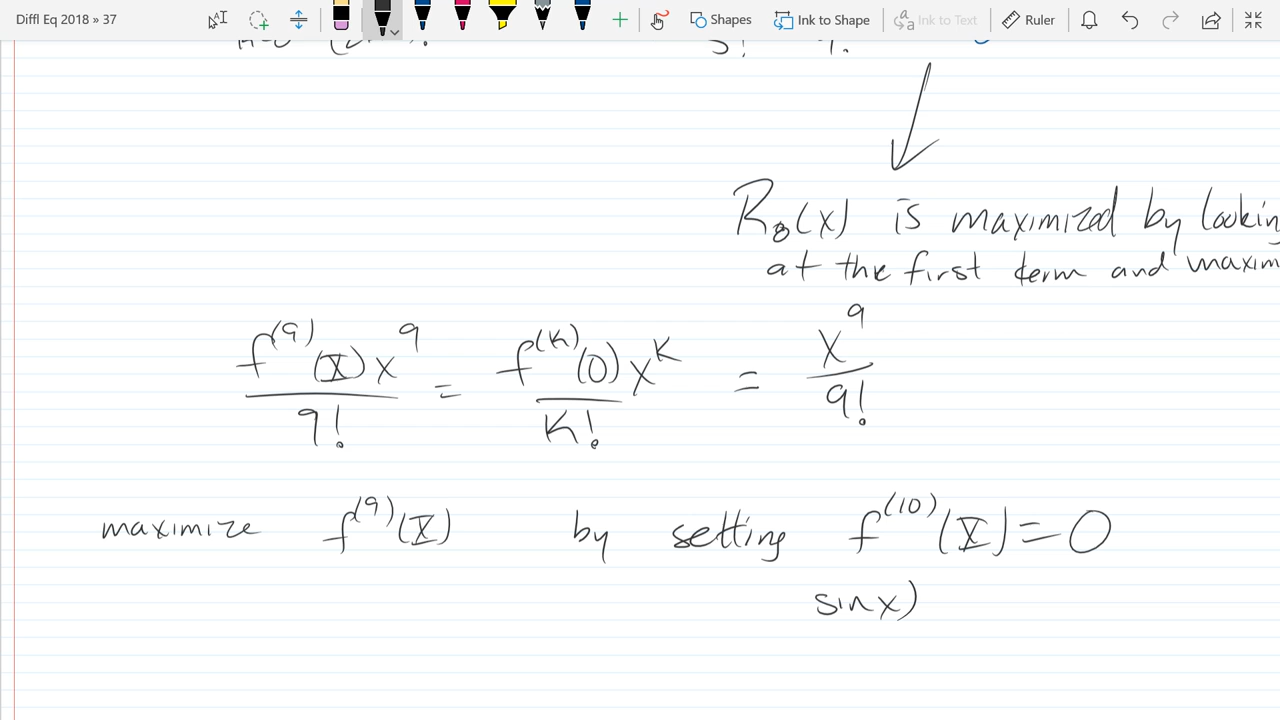 Diffl Eq 2018 » 37
Shapes
Ink to Shape
Ink to Text
Ruler
R₈(x) is maximized by lookin
at the first term and maxim
f⁽⁹⁾(X)x⁹/9! = f⁽ᴷ⁾(0)xᴷ/K! = x⁹/9!
maximize f⁽⁹⁾(X) by setting f⁽¹⁰⁾(X)=0
sinx)